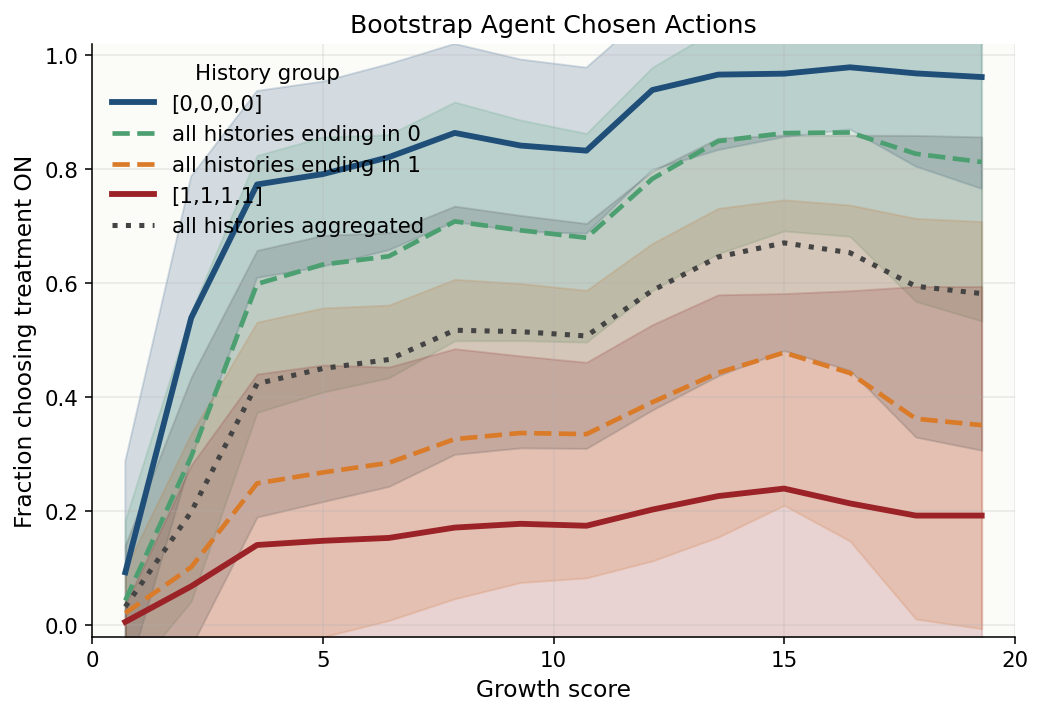 Bootstrap Agent Chosen Actions
Fraction choosing treatment ON
1.0
0.8
0.6
0.4
0.2
0.0
History group
[0,0,0,0]
all histories ending in 0
all histories ending in 1
[1,1,1,1]
all histories aggregated
0
5
10
15
20
Growth score